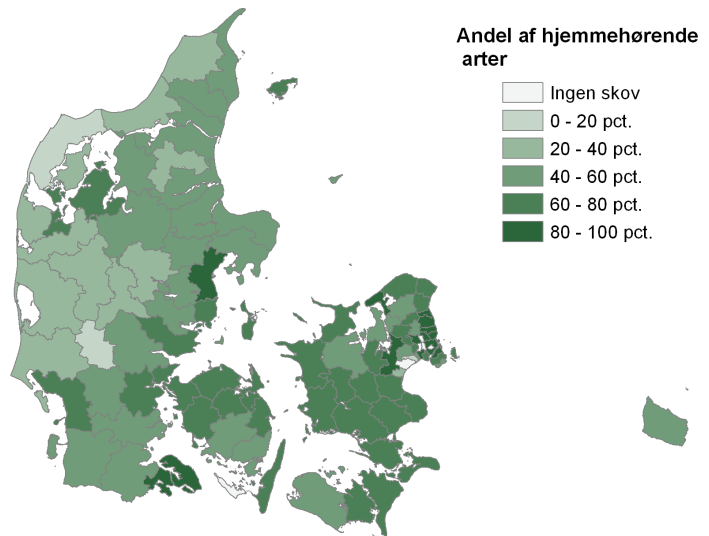 Andel af hjemmehørende
arter
Ingen skov
0 - 20 pct.
20 - 40 pct.
40 - 60 pct.
60 - 80 pct.
80 - 100 pct.